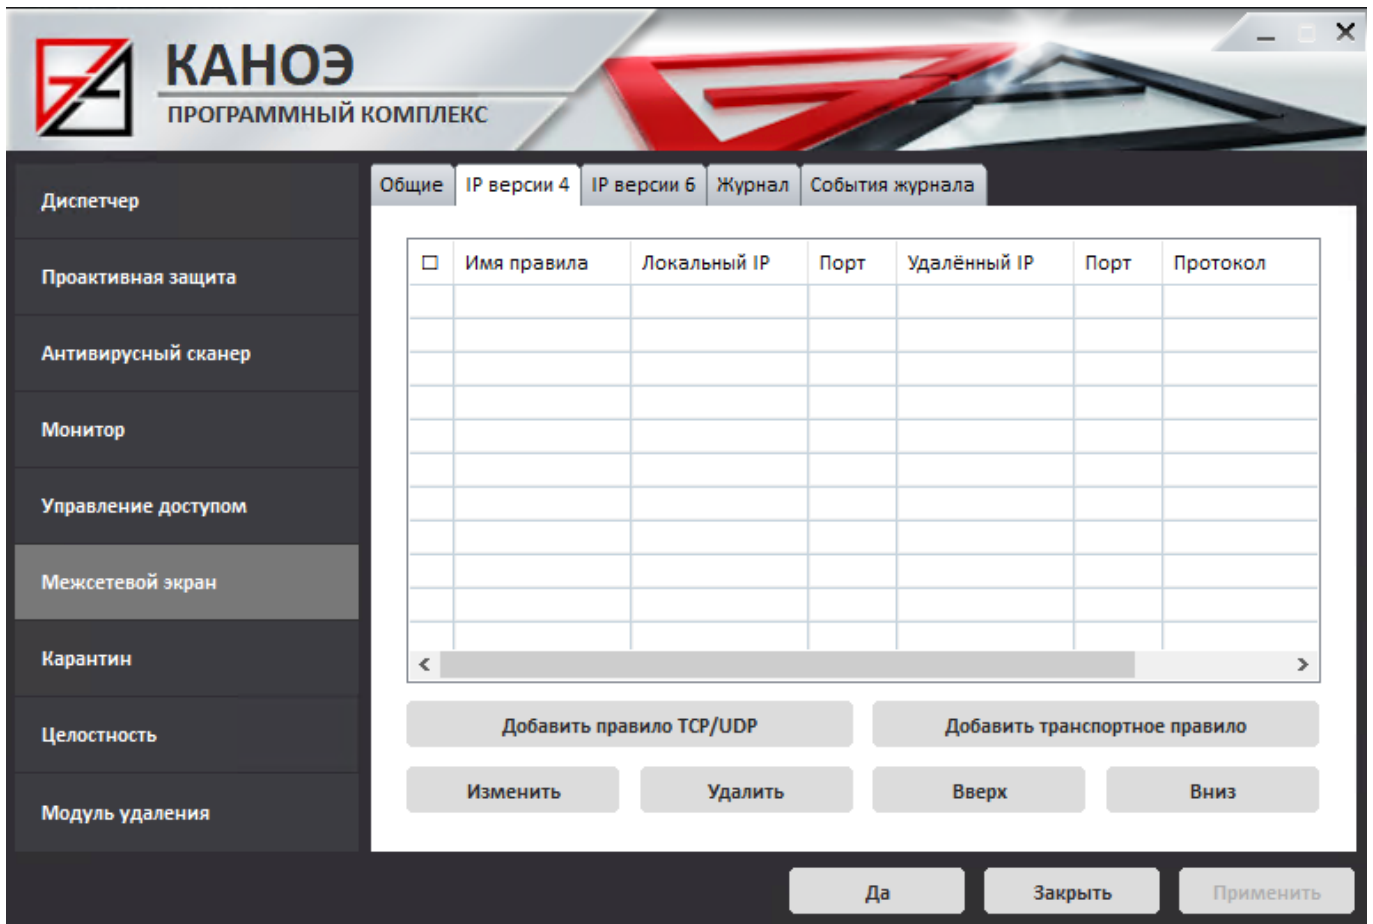 КАНОЭ
ПРОГРАММНЫЙ КОМПЛЕКС
Диспетчер
Проактивная защита
Антивирусный сканер
Монитор
Управление доступом
Межсетевой экран
Карантин
Целостность
Модуль удаления
Общие IP версии 4 IP версии 6 Журнал События журнала
Имя правила Локальный IP Порт Удалённый IP Порт Протокол
Добавить правило TCP/UDP Добавить транспортное правило
Изменить Удалить Вверх Вниз
Да Закрыть Применить